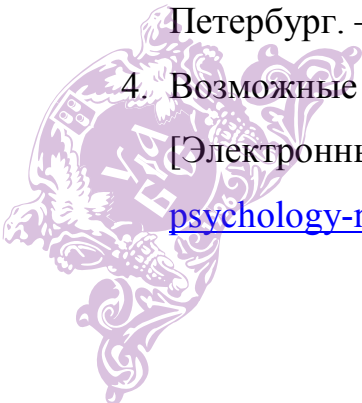 Петербург. –
4. Возможные
[Электронны
psychology-r